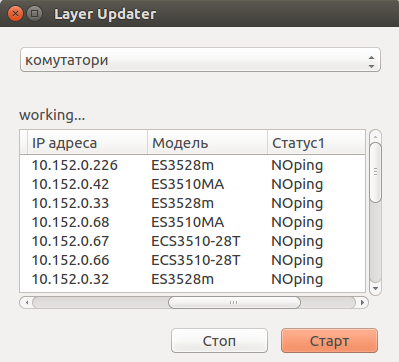 Layer Updater
комутатори
working...
IP адреса Модель Статус1
10.152.0.226 ES3528m NOping
10.152.0.42 ES3510MA NOping
10.152.0.33 ES3528m NOping
10.152.0.68 ES3510MA NOping
10.152.0.67 ECS3510-28T NOping
10.152.0.66 ECS3510-28T NOping
10.152.0.32 ES3528m NOping
Стоп Старт